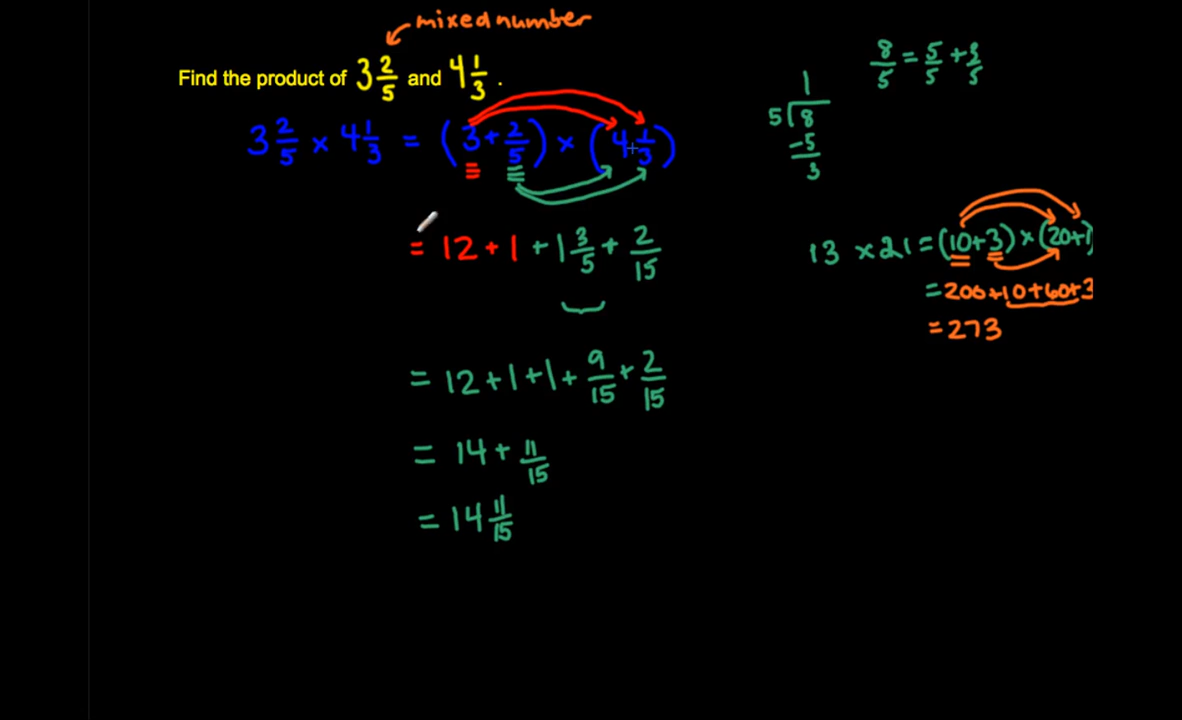 mixed number
Find the product of 3 2/5 and 4 1/3 .
3 2/5 × 4 1/3 = (3 + 2/5) × (4 + 1/3)
= 12 + 1 + 1 3/5 + 2/15
= 12 + 1 + 1 + 9/15 + 2/15
= 14 + 11/15
= 14 11/15
8/5 = 5/5 + 3/5
1
5 8
-5
3
13 × 21 = (10+3) × (20+1)
= 200+10+60+3
= 273